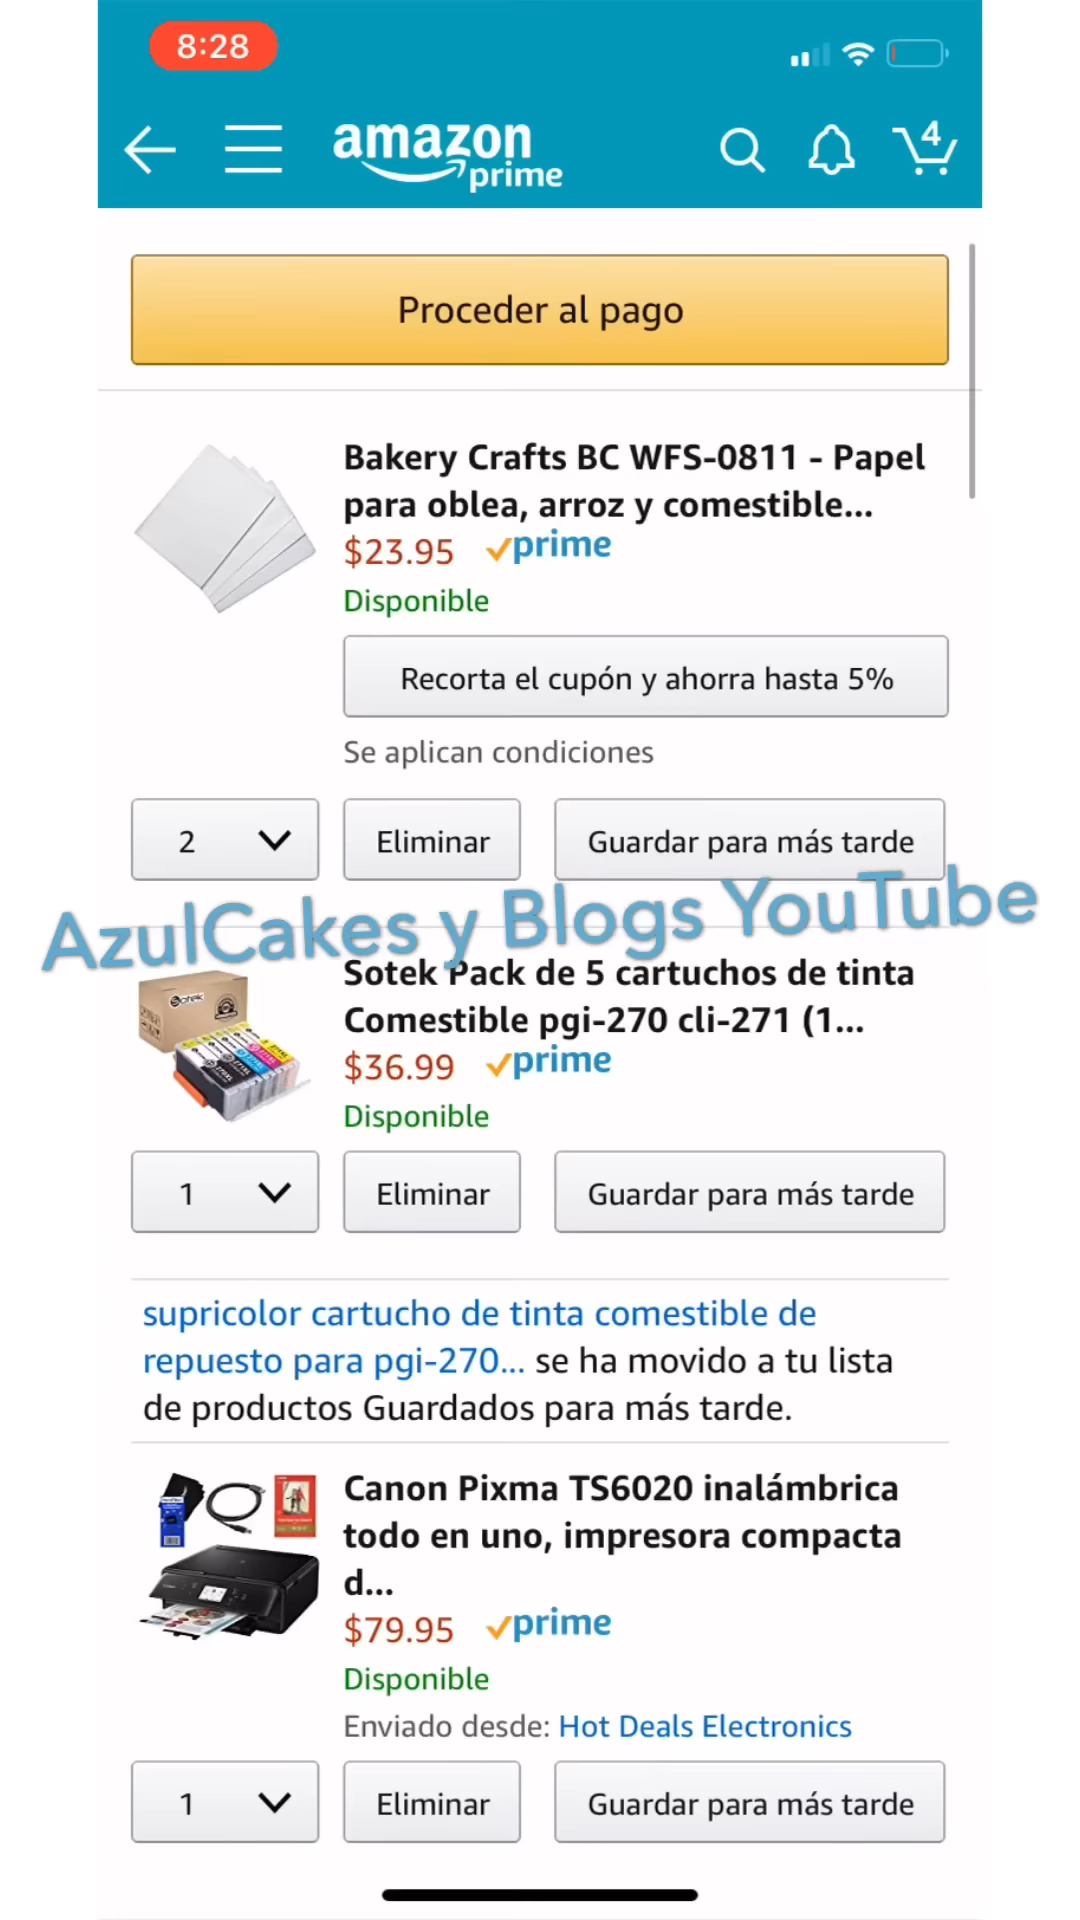 8:28
amazon
prime
4
Proceder al pago
Bakery Crafts BC WFS-0811 - Papel
para oblea, arroz y comestible...
$23.95 prime
Disponible
Recorta el cupón y ahorra hasta 5%
Se aplican condiciones
2 Eliminar Guardar para más tarde
AzulCakes y Blogs YouTube
Sotek Pack de 5 cartuchos de tinta
Comestible pgi-270 cli-271 (1...
$36.99 prime
Disponible
1 Eliminar Guardar para más tarde
supricolor cartucho de tinta comestible de
repuesto para pgi-270... se ha movido a tu lista
de productos Guardados para más tarde.
Canon Pixma TS6020 inalámbrica
todo en uno, impresora compacta
d...
$79.95 prime
Disponible
Enviado desde: Hot Deals Electronics
1 Eliminar Guardar para más tarde